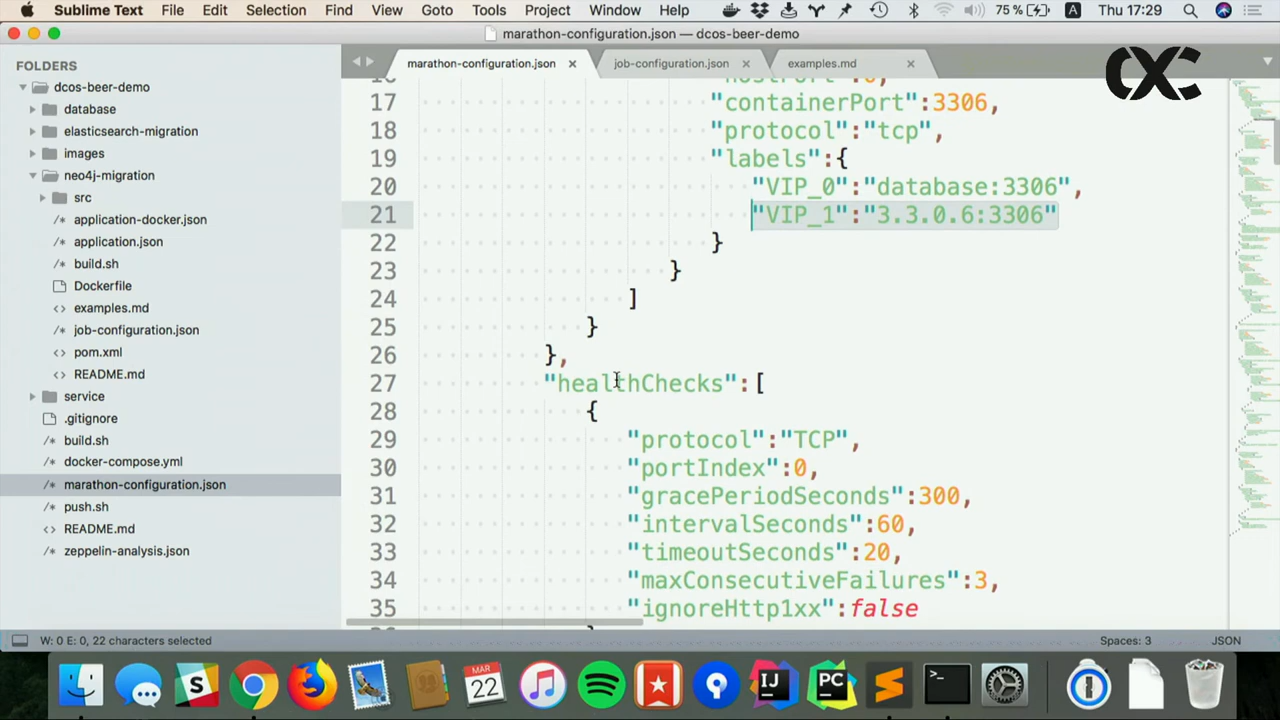 Sublime Text File Edit Selection Find View Goto Tools Project Window Help 75 % A Thu 17:29
marathon-configuration.json — dcos-beer-demo
FOLDERS
dcos-beer-demo
database
elasticsearch-migration
images
neo4j-migration
src
/* application-docker.json
/* application.json
/* build.sh
Dockerfile
<> examples.md
/* job-configuration.json
<> pom.xml
<> README.md
service
.gitignore
/* build.sh
/* docker-compose.yml
/* marathon-configuration.json
/* push.sh
<> README.md
/* zeppelin-analysis.json
marathon-configuration.json × job-configuration.json × examples.md ×
CXC
17 "containerPort":3306,
18 "protocol":"tcp",
19 "labels":{
20 "VIP_0":"database:3306",
21 "VIP_1":"3.3.0.6:3306"
22 }
23 }
24 ]
25 }
26 },
27 "healthChecks":[
28 {
29 "protocol":"TCP",
30 "portIndex":0,
31 "gracePeriodSeconds":300,
32 "intervalSeconds":60,
33 "timeoutSeconds":20,
34 "maxConsecutiveFailures":3,
35 "ignoreHttp1xx":false
W: 0 E: 0, 22 characters selected Spaces: 3 JSON
MAR
22
IJ
PC
>_